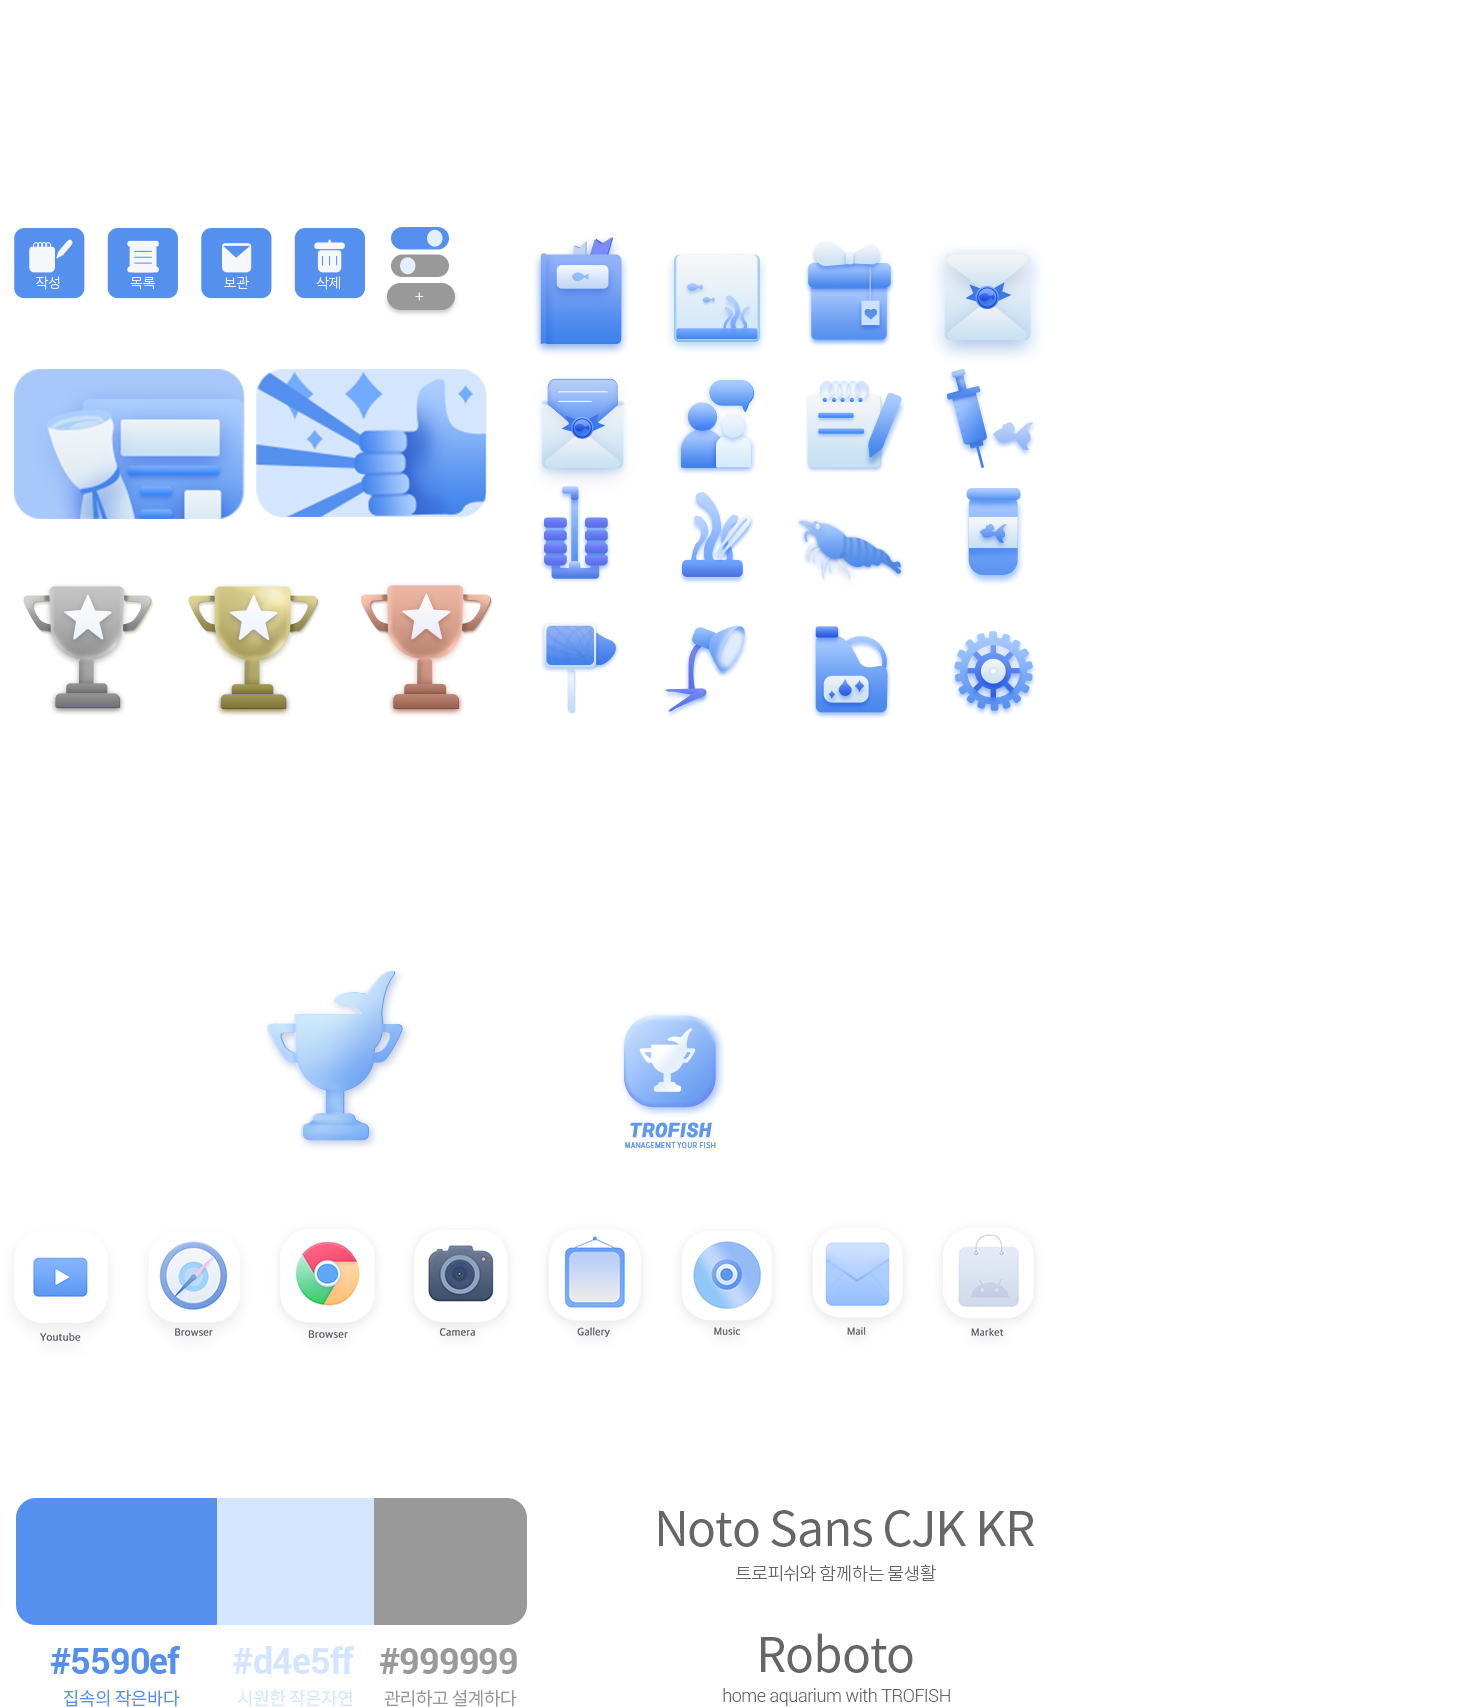 작성
목록
보관
삭제
+
TROFISH
MANAGEMENT YOUR FISH
Youtube
Browser
Browser
Camera
Gallery
Music
Mail
Market
Noto Sans CJK KR
트로피쉬와 함께하는 물생활
#5590ef
#d4e5ff
#999999
집속의 작은바다
시원한 작은자연
관리하고 설계하다
Roboto
home aquarium with TROFISH